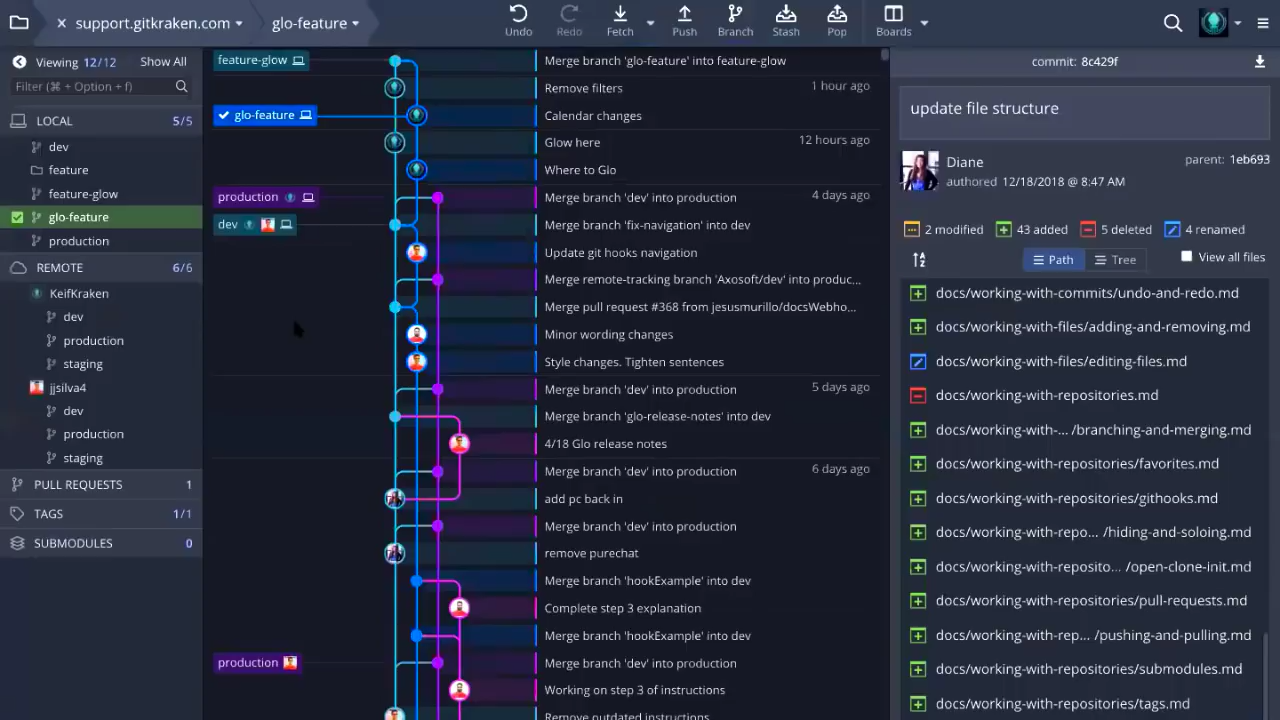 support.gitkraken.com
glo-feature
Undo
Redo
Fetch
Push
Branch
Stash
Pop
Boards
Viewing 12/12
Show All
Filter (⌘ + Option + f)
LOCAL 5/5
dev
feature
feature-glow
glo-feature
production
REMOTE 6/6
KeifKraken
dev
production
staging
jjsilva4
dev
production
staging
PULL REQUESTS 1
TAGS 1/1
SUBMODULES 0
feature-glow Merge branch 'glo-feature' into feature-glow
Remove filters 1 hour ago
glo-feature Calendar changes
Glow here 12 hours ago
Where to Glo
production Merge branch 'dev' into production 4 days ago
dev Merge branch 'fix-navigation' into dev
Update git hooks navigation
Merge remote-tracking branch 'Axosoft/dev' into produc...
Merge pull request #368 from jesusmurillo/docsWebho...
Minor wording changes
Style changes. Tighten sentences
Merge branch 'dev' into production 5 days ago
Merge branch 'glo-release-notes' into dev
4/18 Glo release notes
Merge branch 'dev' into production 6 days ago
add pc back in
Merge branch 'dev' into production
remove purechat
Merge branch 'hookExample' into dev
Complete step 3 explanation
Merge branch 'hookExample' into dev
production Merge branch 'dev' into production
Working on step 3 of instructions
Remove outdated instructions
commit: 8c429f
update file structure
Diane
authored 12/18/2018 @ 8:47 AM
parent: 1eb693
2 modified
43 added
5 deleted
4 renamed
Path
Tree
View all files
docs/working-with-commits/undo-and-redo.md
docs/working-with-files/adding-and-removing.md
docs/working-with-files/editing-files.md
docs/working-with-repositories.md
docs/working-with-... /branching-and-merging.md
docs/working-with-repositories/favorites.md
docs/working-with-repositories/githooks.md
docs/working-with-repo... /hiding-and-soloing.md
docs/working-with-reposito... /open-clone-init.md
docs/working-with-repositories/pull-requests.md
docs/working-with-rep... /pushing-and-pulling.md
docs/working-with-repositories/submodules.md
docs/working-with-repositories/tags.md